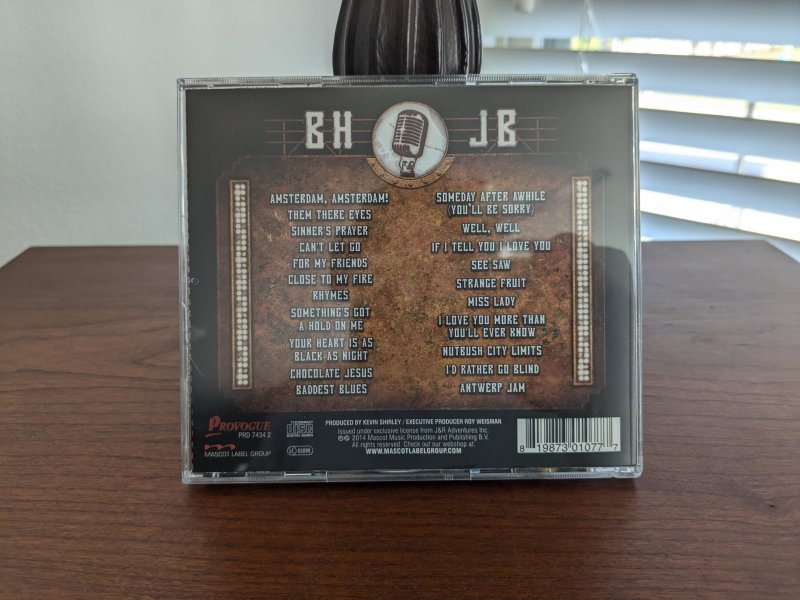 BH JB
AMSTERDAM, AMSTERDAM!
THEM THERE EYES
SINNER'S PRAYER
CAN'T LET GO
FOR MY FRIENDS
CLOSE TO MY FIRE
RHYMES
SOMETHING'S GOT
A HOLD ON ME
YOUR HEART IS AS
BLACK AS NIGHT
CHOCOLATE JESUS
BADDEST BLUES
SOMEDAY AFTER AWHILE
(YOU'LL BE SORRY)
WELL, WELL
IF I TELL YOU I LOVE YOU
SEE SAW
STRANGE FRUIT
MISS LADY
I LOVE YOU MORE THAN
YOU'LL EVER KNOW
NUTBUSH CITY LIMITS
I'D RATHER GO BLIND
ANTWERP JAM
PROVOGUE
PRD 7434 2
MASCOT LABEL GROUP
COMPACT
disc
DIGITAL AUDIO
LC 03090
PRODUCED BY KEVIN SHIRLEY / EXECUTIVE PRODUCER ROY WEISMAN
Issued under exclusive license from J&R Adventures Inc.
℗ © 2014 Mascot Music Production and Publishing B.V.
All rights reserved. Check out our webshop at:
WWW.MASCOTLABELGROUP.COM
8 19873 01077 7